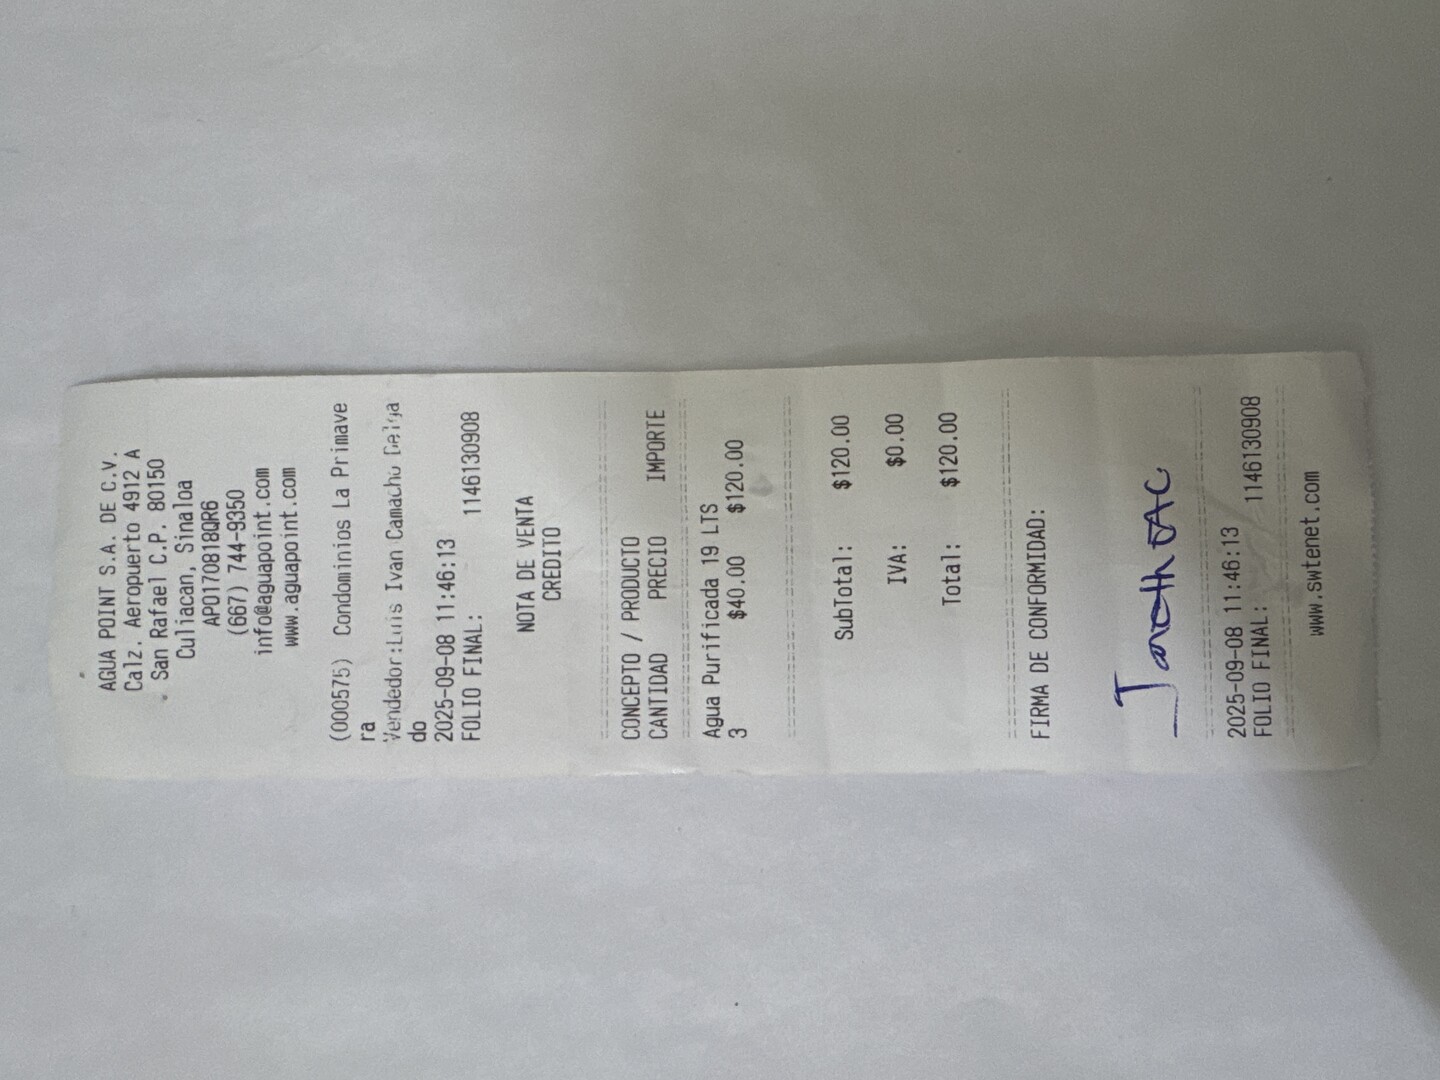 AGUA POINT S.A. DE C.V.
Calz. Aeropuerto 4912 A
San Rafael C.P. 80150
Culiacan, Sinaloa
APO170818QR6
(667) 744-9350
info@aguapoint.com
www.aguapoint.com
(000575) Condominios La Primave
ra
Vendedor:Luis Ivan Camacho Delga
do
2025-09-08 11:46:13
FOLIO FINAL: 1146130908
NOTA DE VENTA
CREDITO
CONCEPTO / PRODUCTO
CANTIDAD PRECIO IMPORTE
Agua Purificada 19 LTS
3 $40.00 $120.00
SubTotal: $120.00
IVA: $0.00
Total: $120.00
FIRMA DE CONFORMIDAD:
2025-09-08 11:46:13
FOLIO FINAL: 1146130908
www.swtenet.com